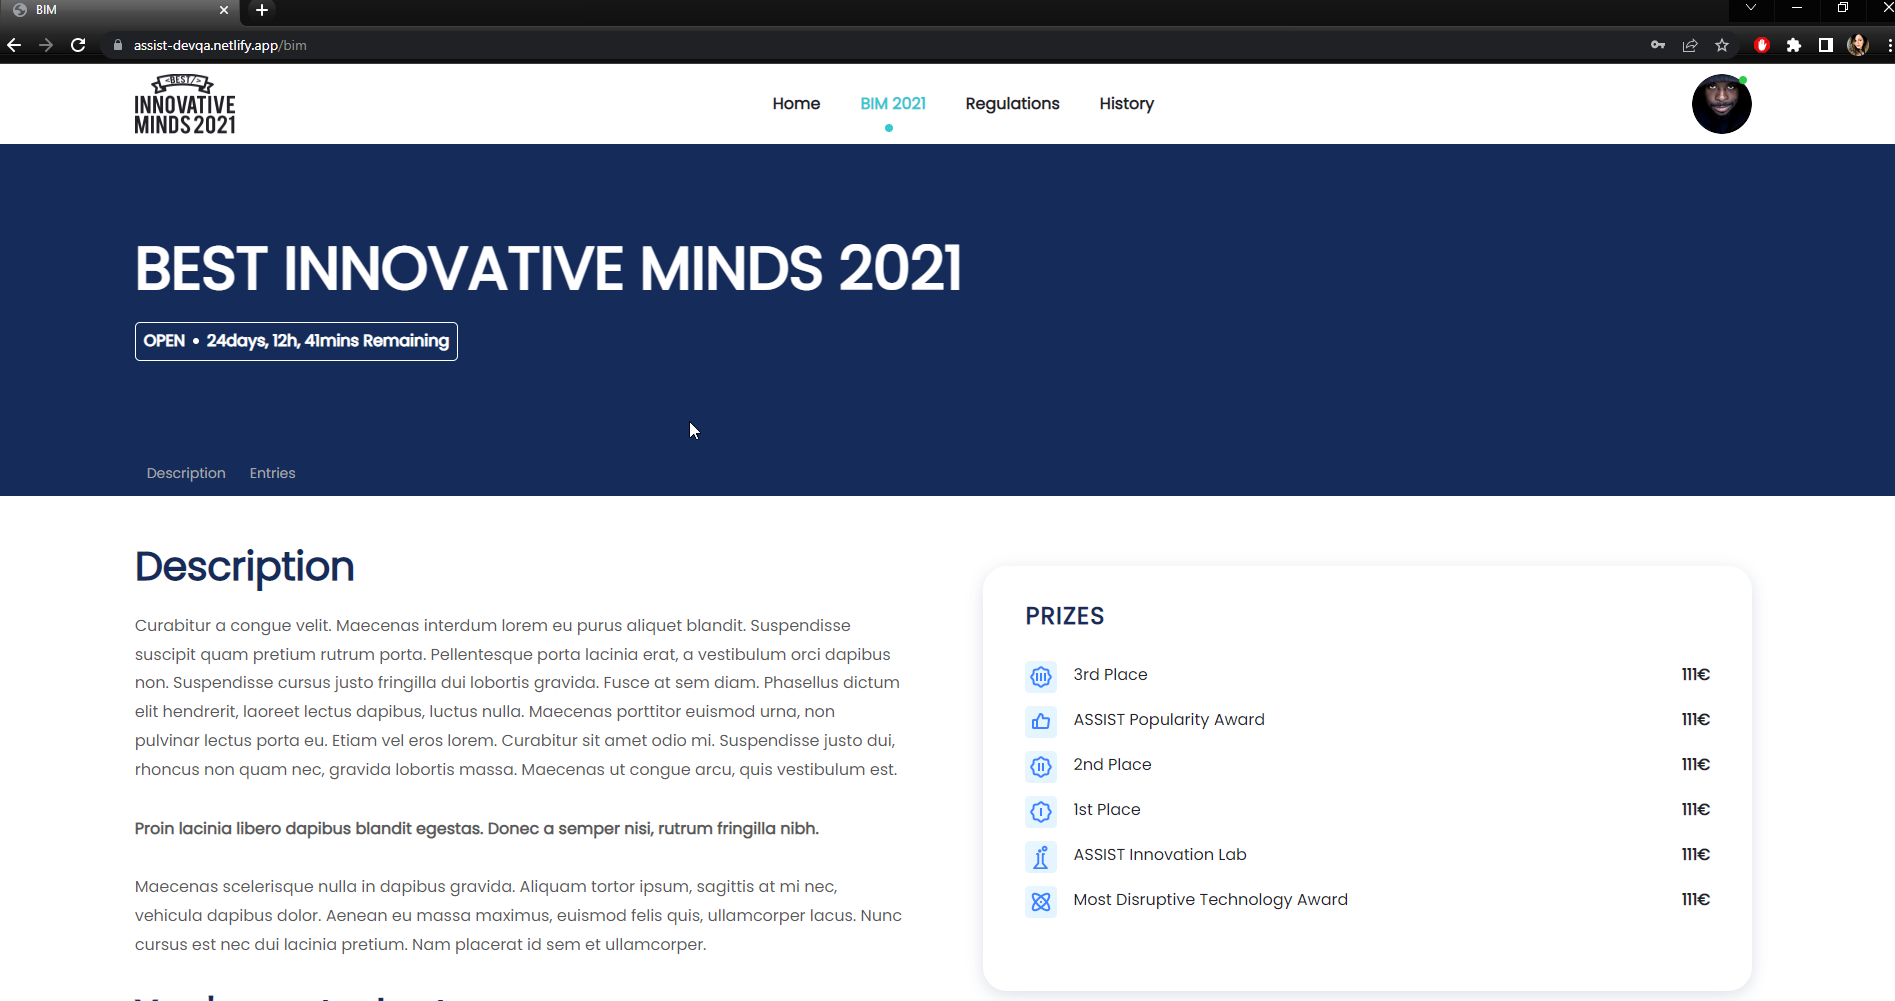 BIM
assist-devqa.netlify.app/bim
<BEST/>
INNOVATIVE
MINDS 2021
Home
BIM 2021
Regulations
History
BEST INNOVATIVE MINDS 2021
OPEN • 24days, 12h, 41mins Remaining
Description
Entries
Description
Curabitur a congue velit. Maecenas interdum lorem eu purus aliquet blandit. Suspendisse
suscipit quam pretium rutrum porta. Pellentesque porta lacinia erat, a vestibulum orci dapibus
non. Suspendisse cursus justo fringilla dui lobortis gravida. Fusce at sem diam. Phasellus dictum
elit hendrerit, laoreet lectus dapibus, luctus nulla. Maecenas porttitor euismod urna, non
pulvinar lectus porta eu. Etiam vel eros lorem. Curabitur sit amet odio mi. Suspendisse justo dui,
rhoncus non quam nec, gravida lobortis massa. Maecenas ut congue arcu, quis vestibulum est.
Proin lacinia libero dapibus blandit egestas. Donec a semper nisi, rutrum fringilla nibh.
Maecenas scelerisque nulla in dapibus gravida. Aliquam tortor ipsum, sagittis at mi nec,
vehicula dapibus dolor. Aenean eu massa maximus, euismod felis quis, ullamcorper lacus. Nunc
cursus est nec dui lacinia pretium. Nam placerat id sem et ullamcorper.
PRIZES
3rd Place 111€
ASSIST Popularity Award 111€
2nd Place 111€
1st Place 111€
ASSIST Innovation Lab 111€
Most Disruptive Technology Award 111€